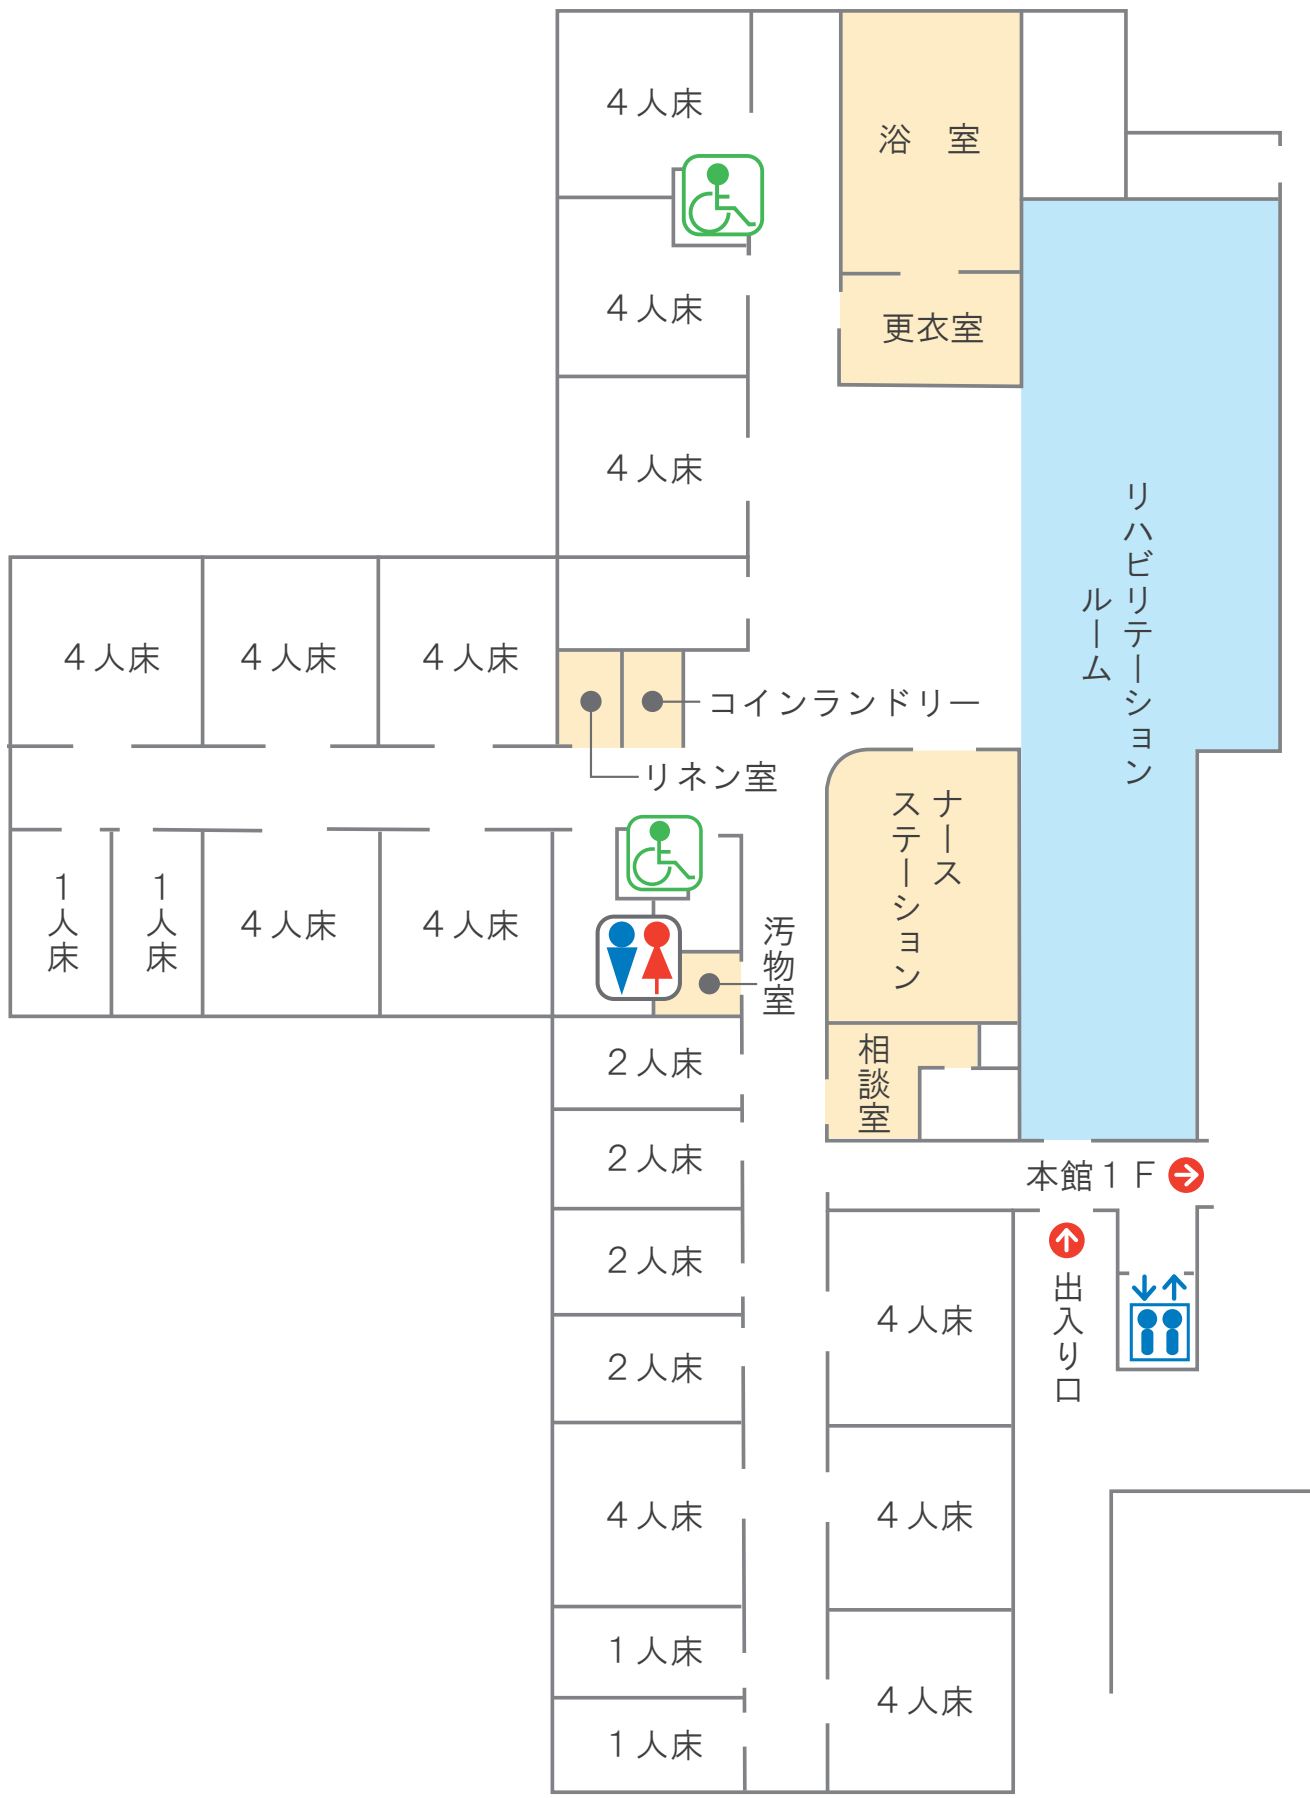 ４人床
浴　室
４人床
更衣室
４人床
リハビリテーション
ルーム
４人床
４人床
４人床
コインランドリー
リネン室
ナース
ステーション
１人床
１人床
４人床
４人床
汚物室
２人床
相談室
２人床
本館１Ｆ
２人床
出入り口
４人床
２人床
４人床
４人床
１人床
４人床
１人床